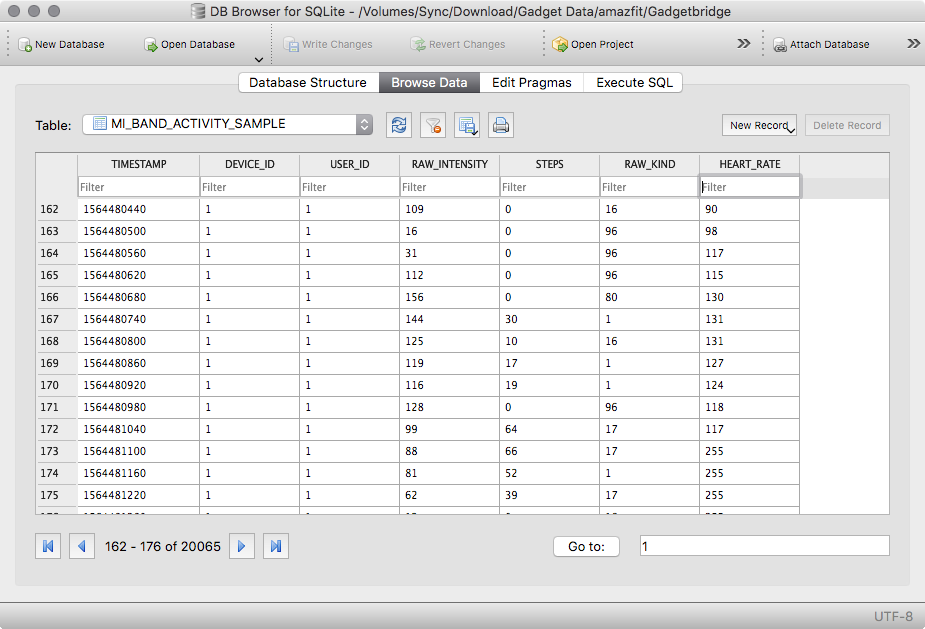 DB Browser for SQLite - /Volumes/Sync/Download/Gadget Data/amazfit/Gadgetbridge
New Database Open Database Write Changes Revert Changes Open Project Attach Database
Database Structure Browse Data Edit Pragmas Execute SQL
Table: MI_BAND_ACTIVITY_SAMPLE New Record Delete Record
TIMESTAMP DEVICE_ID USER_ID RAW_INTENSITY STEPS RAW_KIND HEART_RATE
Filter Filter Filter Filter Filter Filter Filter
162 1564480440 1 1 109 0 16 90
163 1564480500 1 1 16 0 96 98
164 1564480560 1 1 31 0 96 117
165 1564480620 1 1 112 0 96 115
166 1564480680 1 1 156 0 80 130
167 1564480740 1 1 144 30 1 131
168 1564480800 1 1 125 10 16 131
169 1564480860 1 1 119 17 1 127
170 1564480920 1 1 116 19 1 124
171 1564480980 1 1 128 0 96 118
172 1564481040 1 1 99 64 17 117
173 1564481100 1 1 88 66 17 255
174 1564481160 1 1 81 52 1 255
175 1564481220 1 1 62 39 17 255
162 - 176 of 20065 Go to: 1
UTF-8